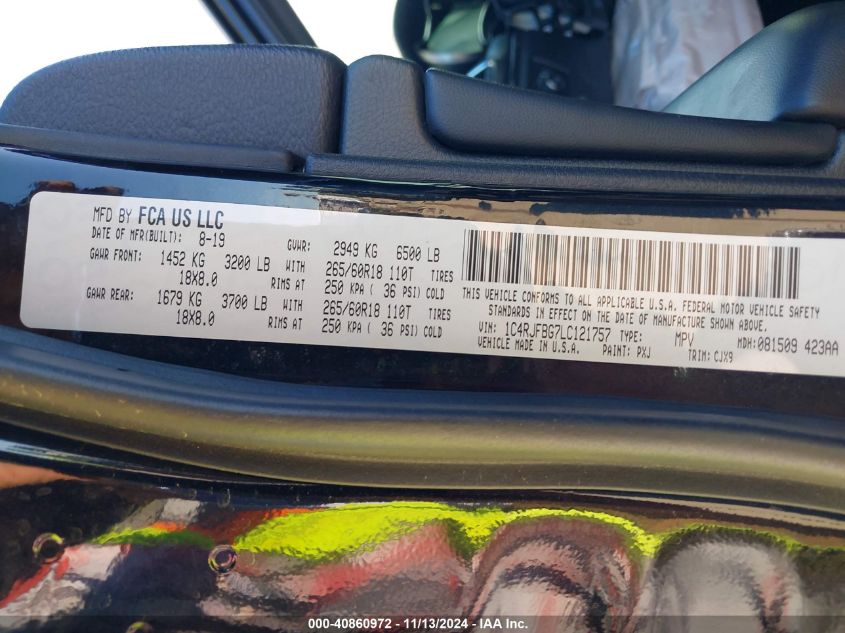 MFD BY FCA US LLC
DATE OF MFR(BUILT): 8-19 GVWR: 2949 KG 6500 LB
GAWR FRONT: 1452 KG 3200 LB WITH 265/60R18 110T TIRES
18X8.0 RIMS AT 250 KPA ( 36 PSI) COLD
GAWR REAR: 1679 KG 3700 LB WITH 265/60R18 110T TIRES
18X8.0 RIMS AT 250 KPA ( 36 PSI) COLD
THIS VEHICLE CONFORMS TO ALL APPLICABLE U.S.A. FEDERAL MOTOR VEHICLE SAFETY
STANDARDS IN EFFECT ON THE DATE OF MANUFACTURE SHOWN ABOVE.
VIN: 1C4RJFBG7LC121757 TYPE: MPV MDH:081509 423AA
VEHICLE MADE IN U.S.A. PAINT: PXJ TRIM: CJX9
000-40860972 - 11/13/2024 - IAA Inc.